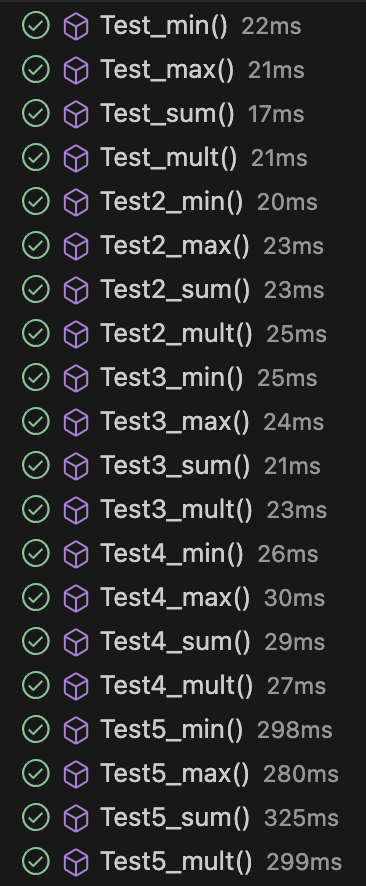 Test_min() 22ms
Test_max() 21ms
Test_sum() 17ms
Test_mult() 21ms
Test2_min() 20ms
Test2_max() 23ms
Test2_sum() 23ms
Test2_mult() 25ms
Test3_min() 25ms
Test3_max() 24ms
Test3_sum() 21ms
Test3_mult() 23ms
Test4_min() 26ms
Test4_max() 30ms
Test4_sum() 29ms
Test4_mult() 27ms
Test5_min() 298ms
Test5_max() 280ms
Test5_sum() 325ms
Test5_mult() 299ms